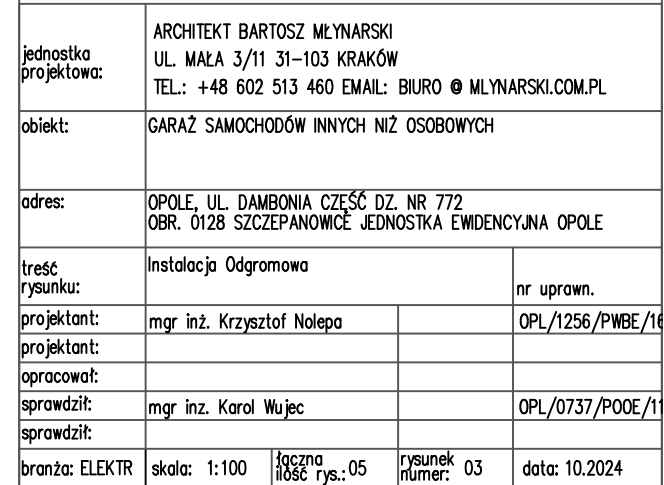 jednostka
projektowa:
ARCHITEKT BARTOSZ MŁYNARSKI
UL. MAŁA 3/11 31-103 KRAKÓW
TEL.: +48 602 513 460 EMAIL: BIURO @ MLYNARSKI.COM.PL
obiekt: GARAŻ SAMOCHODÓW INNYCH NIŻ OSOBOWYCH
adres: OPOLE, UL. DAMBONIA CZĘŚĆ DZ. NR 772
OBR. 0128 SZCZEPANOWICE JEDNOSTKA EWIDENCYJNA OPOLE
treść
rysunku:
Instalacja Odgromowa
nr uprawn.
projektant: mgr inż. Krzysztof Nolepa OPL/1256/PWBE/16
projektant:
opracował:
sprawdził: mgr inz. Karol Wujec OPL/0737/POOE/11
sprawdził:
branża: ELEKTR skala: 1:100
łączna
ilość rys.: 05
rysunek
numer: 03
data: 10.2024